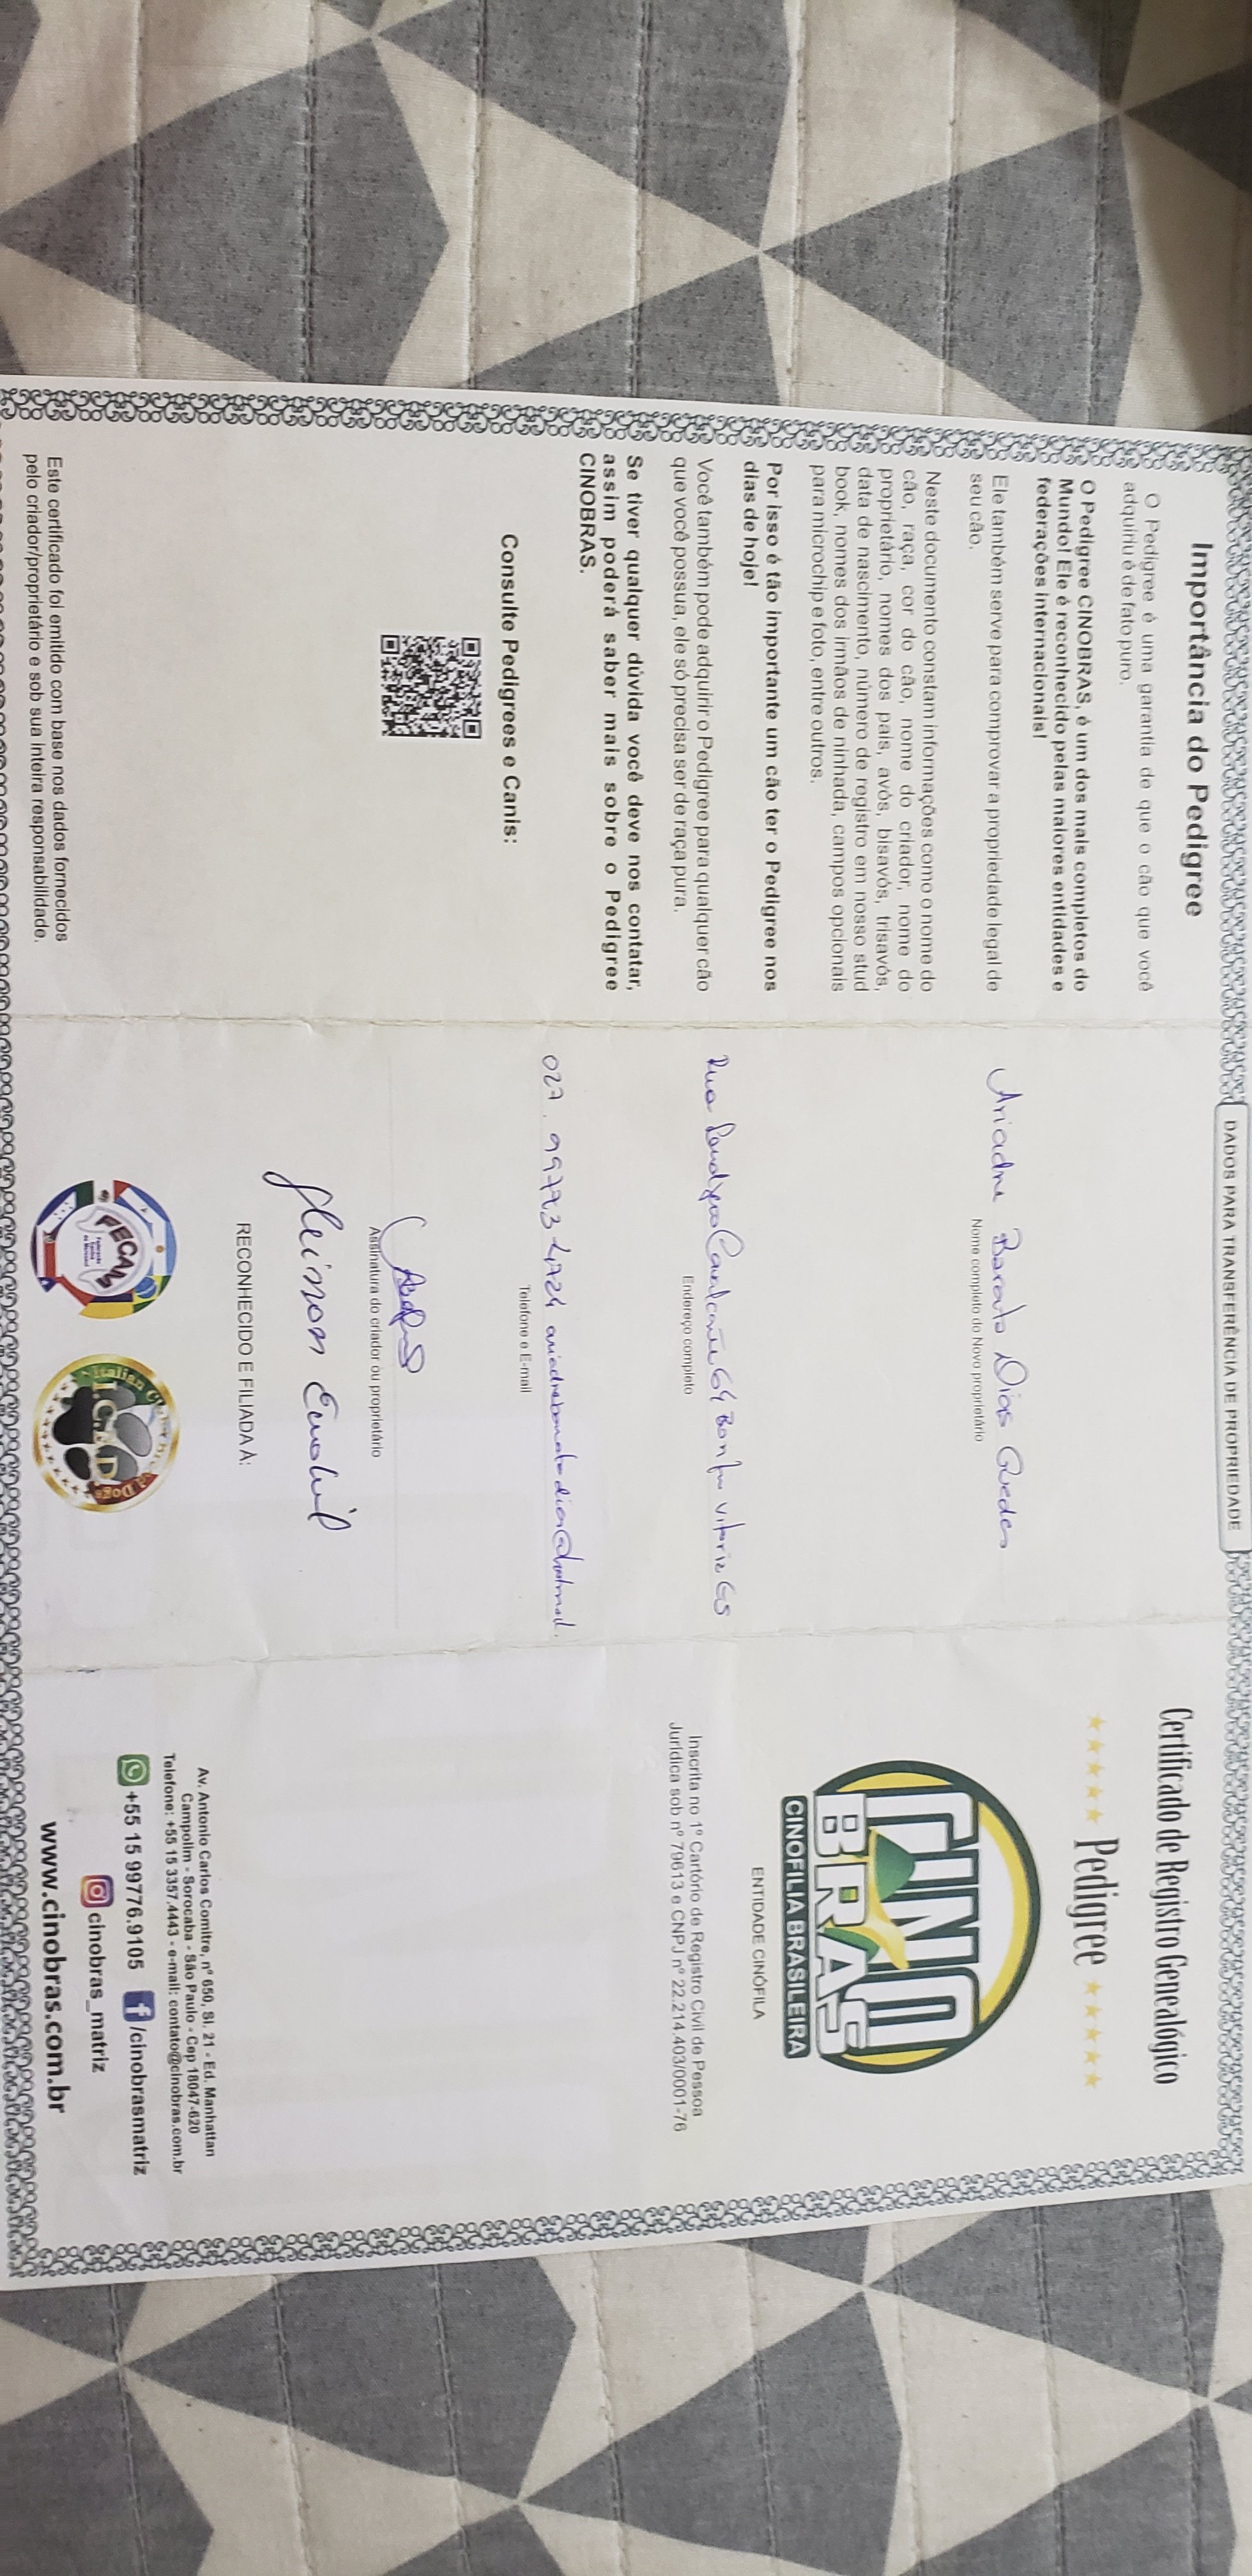 Importância do Pedigree
O Pedigree é uma garantia de que o cão que você
adquiriu é de fato puro.
O Pedigree CINOBRAS, é um dos mais completos do
Mundo! Ele é reconhecido pelas maiores entidades e
federações internacionais!
Ele também serve para comprovar a propriedade legal de
seu cão.
Neste documento constam informações como o nome do
cão, raça, cor do cão, nome do criador, nome do
proprietário, nomes dos pais, avós, bisavós, trisavós,
data de nascimento, número de registro em nosso stud
book, nomes dos irmãos de ninhada, campos opcionais
para microchip e foto, entre outros.
Por isso é tão importante um cão ter o Pedigree nos
dias de hoje!
Você também pode adquirir o Pedigree para qualquer cão
que você possua, ele só precisa ser de raça pura.
Se tiver qualquer dúvida você deve nos contatar,
assim poderá saber mais sobre o Pedigree
CINOBRAS.
Consulte Pedigrees e Canis:
Este certificado foi emitido com base nos dados fornecidos
pelo criador/proprietário e sob sua inteira responsabilidade.
DADOS PARA TRANSFERÊNCIA DE PROPRIEDADE
Ariadne Baronto Dias Guedes
Nome completo do Novo proprietário
Rua 64 Vitoria ES
Endereço completo
Telefone e E-mail
Assinatura do criador ou proprietário
RECONHECIDO E FILIADA À:
FECAM
I.C.B.D
Certificado de Registro Genealógico
Pedigree
CINO
BRAS
CINOFILIA BRASILEIRA
ENTIDADE CINÓFILA
Inscrita no 1º Cartório de Registro Civil de Pessoa
Jurídica sob nº 79613 e CNPJ nº 22.214.403/0001-76
Av. Antonio Carlos Comitre, nº 650, Sl. 21 - Ed. Manhattan
Campolim - Sorocaba - São Paulo - Cep 18047-620
Telefone: +55 15 3357.4443 - e-mail: contato@cinobras.com.br
+55 15 99776.9105 /cinobrasmatriz
cinobras_matriz
www.cinobras.com.br